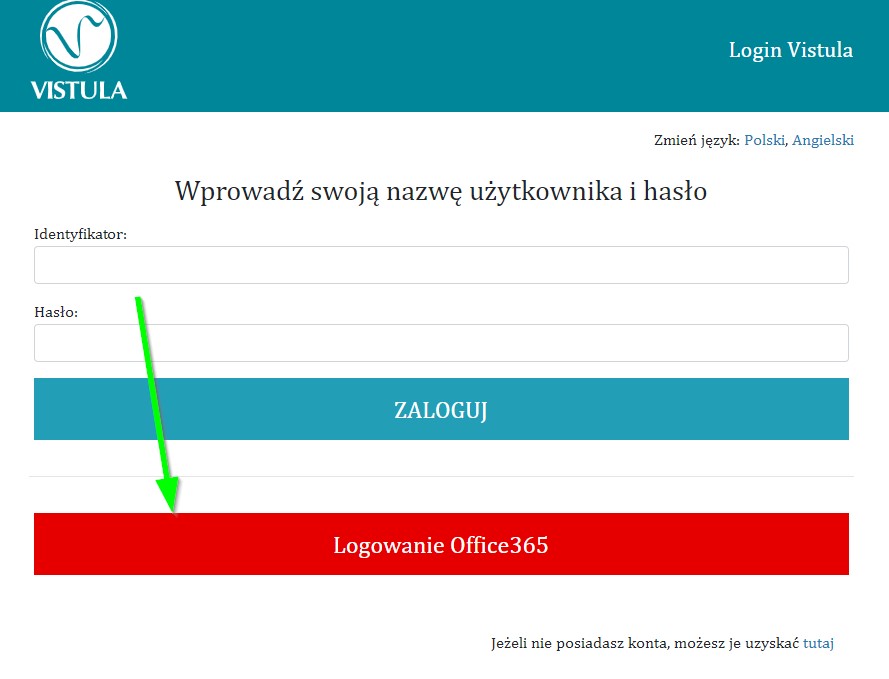 VISTULA
Login Vistula
Zmień język: Polski, Angielski
Wprowadź swoją nazwę użytkownika i hasło
Identyfikator:
Hasło:
ZALOGUJ
Logowanie Office365
Jeżeli nie posiadasz konta, możesz je uzyskać tutaj